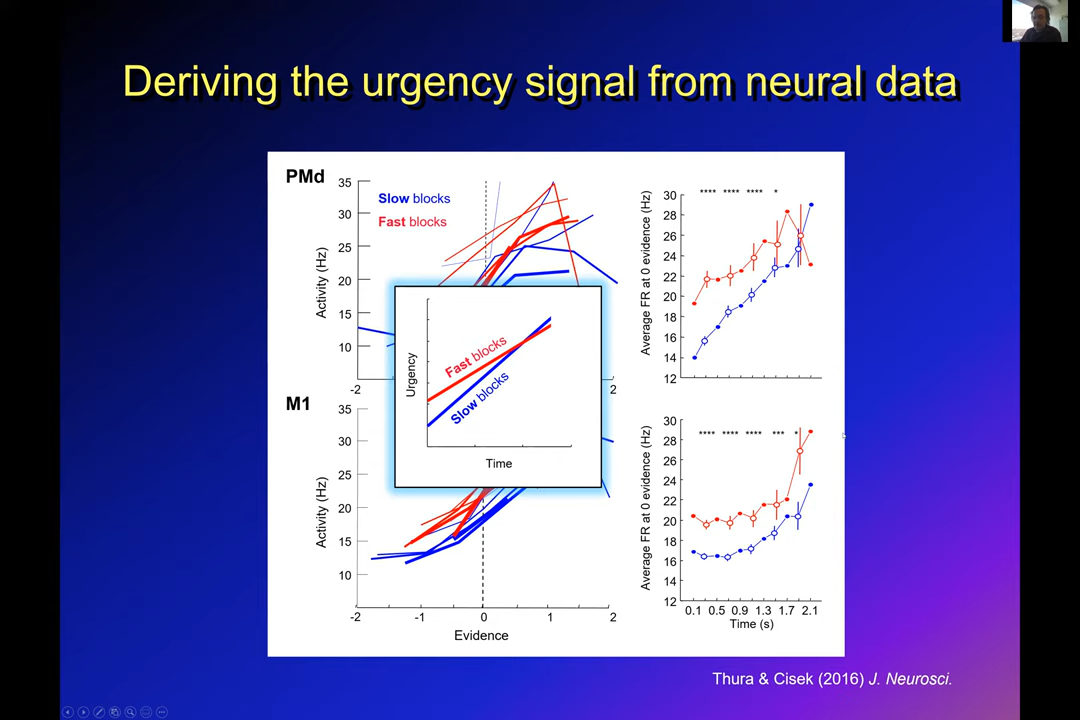 Deriving the urgency signal from neural data
PMd
Slow blocks
Fast blocks
Activity (Hz)
35
30
25
20
15
10
-2
2
M1
Activity (Hz)
35
30
25
20
15
10
-2
-1
0
1
2
Evidence
Urgency
Fast blocks
Slow blocks
Time
Average FR at 0 evidence (Hz)
30
28
26
24
22
20
18
16
14
12
**** **** **** *
Average FR at 0 evidence (Hz)
30
28
26
24
22
20
18
16
14
12
**** **** **** *** *
0.1 0.5 0.9 1.3 1.7 2.1
Time (s)
Thura & Cisek (2016) J. Neurosci.